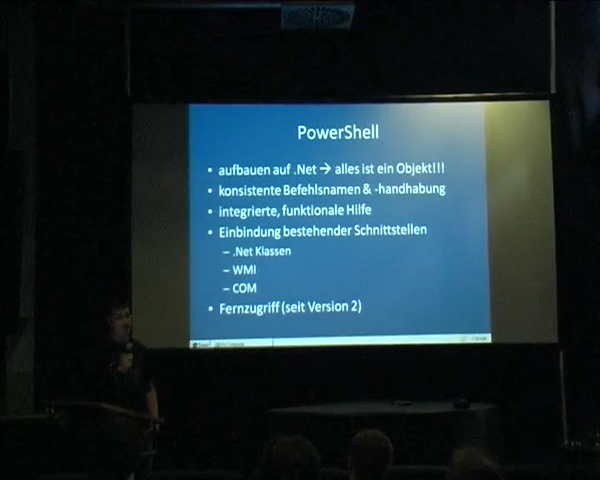 PowerShell
• aufbauen auf .Net → alles ist ein Objekt!!!
• konsistente Befehlsnamen & -handhabung
• integrierte, funktionale Hilfe
• Einbindung bestehender Schnittstellen
– .Net Klassen
– WMI
– COM
• Fernzugriff (seit Version 2)